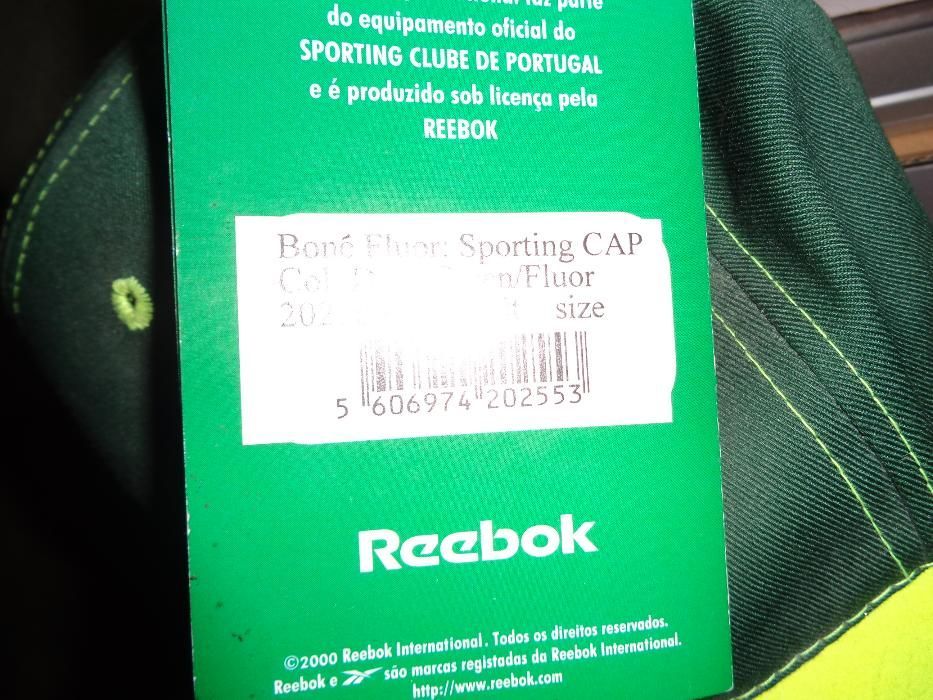 faz parte
do equipamento oficial do
SPORTING CLUBE DE PORTUGAL
e é produzido sob licença pela
REEBOK
Boné Fluor: Sporting CAP
size
5 606974 202553
Reebok
©2000 Reebok International. Todos os direitos reservados.
Reebok e são marcas registadas da Reebok International.
http://www.reebok.com